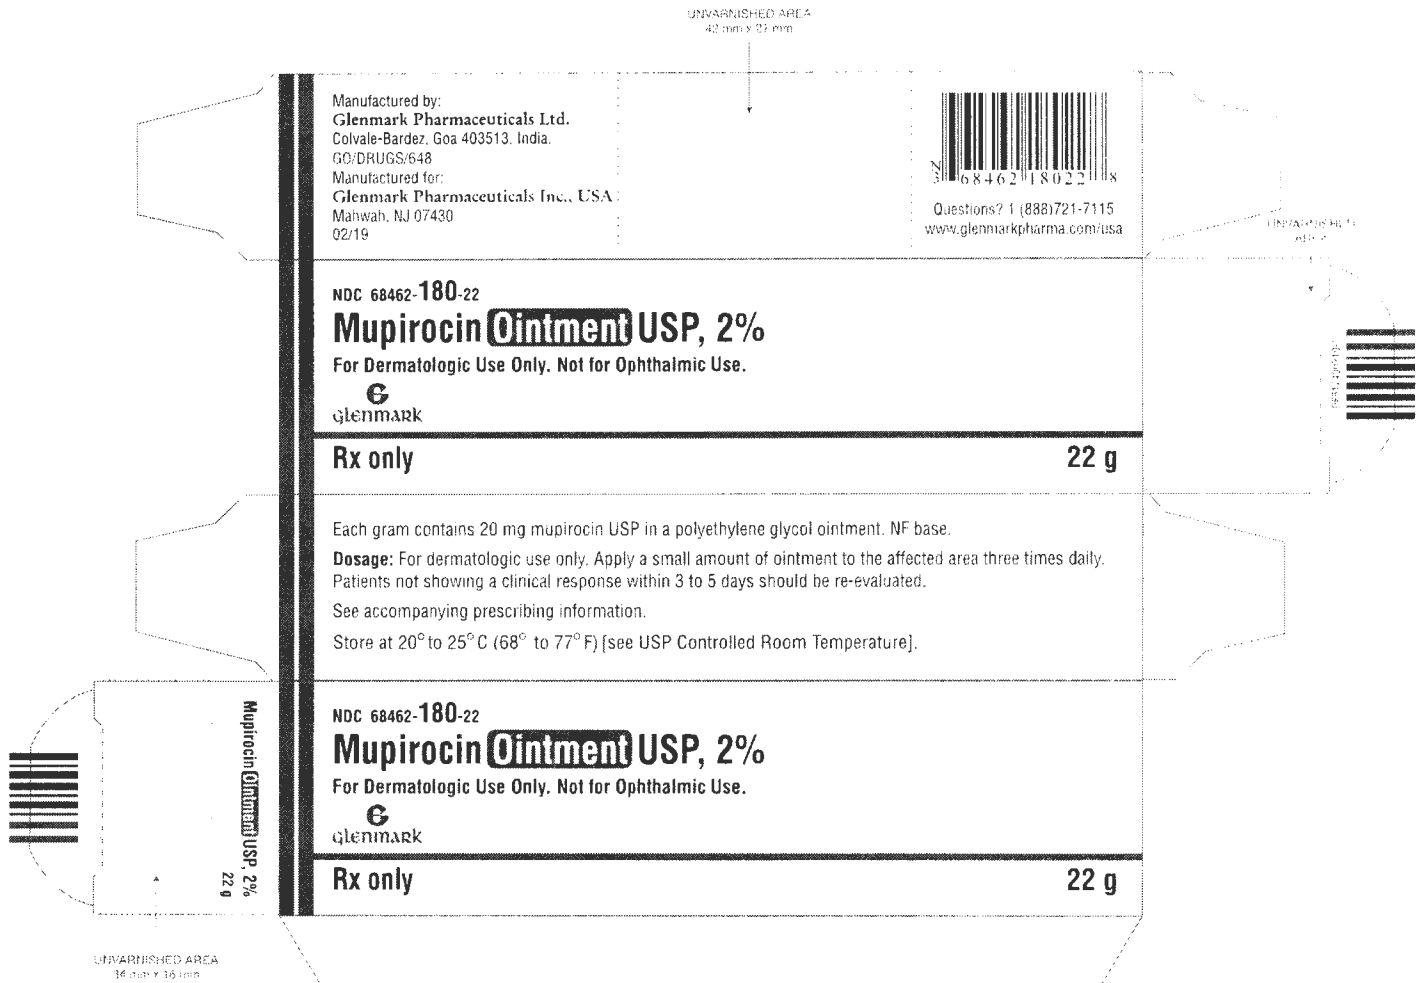 UNVARNISHED AREA
42 mm x 27 mm
Manufactured by:
Glenmark Pharmaceuticals Ltd.
Colvale-Bardez, Goa 403513, India.
GO/DRUGS/648
Manufactured for:
Glenmark Pharmaceuticals Inc., USA
Mahwah, NJ 07430
02/19
N
3 68462 18022 8
Questions? 1 (888)721-7115
www.glenmarkpharma.com/usa
UNVARNISHED
AREA
NDC 68462-180-22
Mupirocin Ointment USP, 2%
For Dermatologic Use Only. Not for Ophthalmic Use.
glenmark
Rx only
22 g
Each gram contains 20 mg mupirocin USP in a polyethylene glycol ointment, NF base.
Dosage: For dermatologic use only. Apply a small amount of ointment to the affected area three times daily.
Patients not showing a clinical response within 3 to 5 days should be re-evaluated.
See accompanying prescribing information.
Store at 20° to 25°C (68° to 77°F) [see USP Controlled Room Temperature].
NDC 68462-180-22
Mupirocin Ointment USP, 2%
For Dermatologic Use Only. Not for Ophthalmic Use.
glenmark
Rx only
22 g
Mupirocin Ointment USP, 2%
22 g
UNVARNISHED AREA